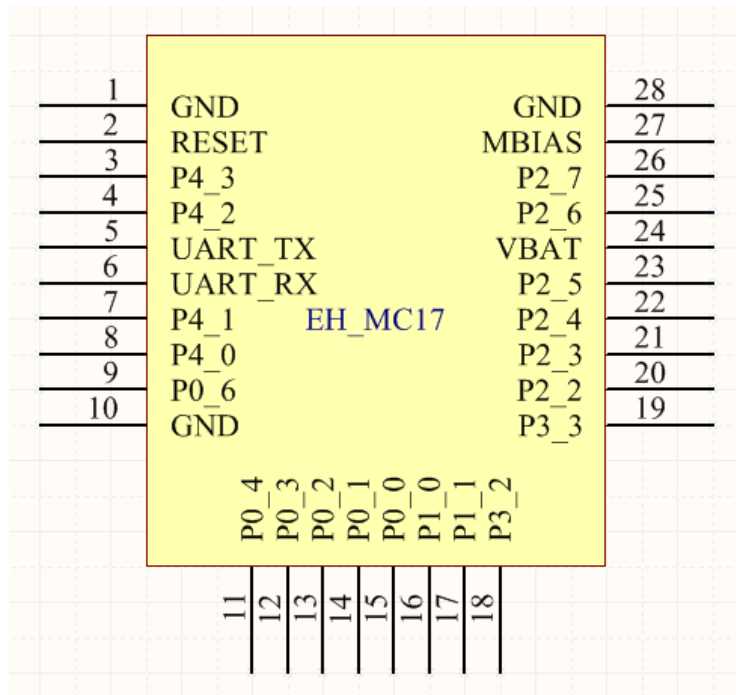 1 GND GND 28
2 RESET MBIAS 27
3 P4_3 P2_7 26
4 P4_2 P2_6 25
5 UART_TX VBAT 24
6 UART_RX P2_5 23
7 P4_1 EH_MC17 P2_4 22
8 P4_0 P2_3 21
9 P0_6 P2_2 20
10 GND P3_3 19
P0_4 P0_3 P0_2 P0_1 P0_0 P1_0 P1_1 P3_2
11 12 13 14 15 16 17 18